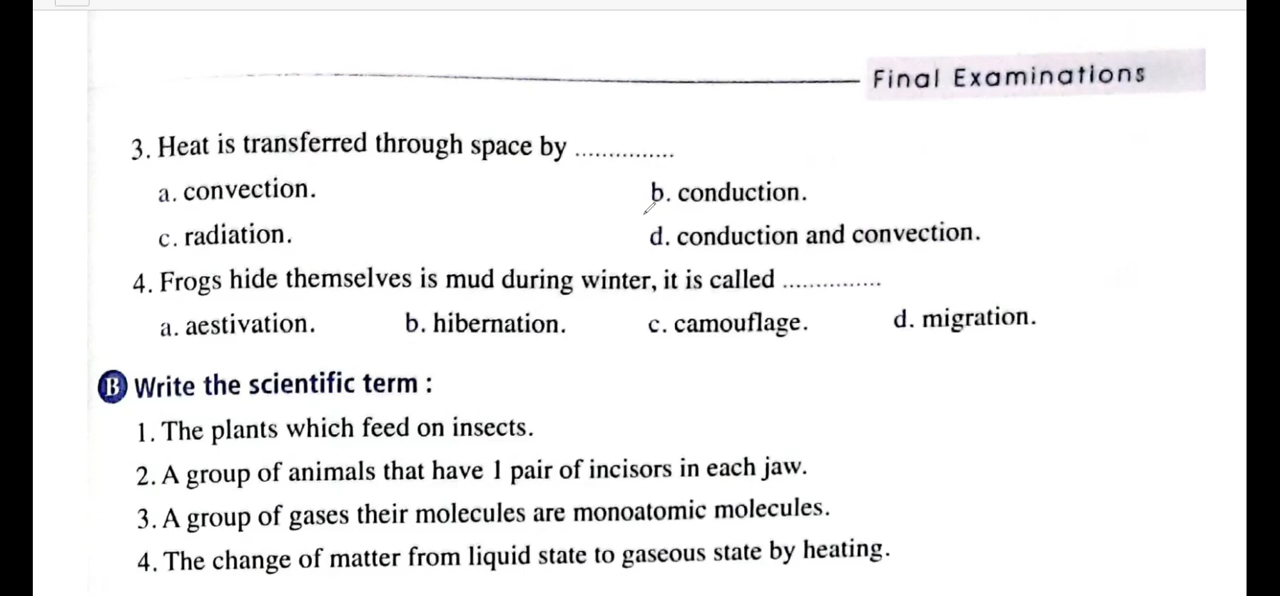 Final Examinations
3. Heat is transferred through space by ...............
a. convection. b. conduction.
c. radiation. d. conduction and convection.
4. Frogs hide themselves is mud during winter, it is called ...............
a. aestivation. b. hibernation. c. camouflage. d. migration.
B Write the scientific term :
1. The plants which feed on insects.
2. A group of animals that have 1 pair of incisors in each jaw.
3. A group of gases their molecules are monoatomic molecules.
4. The change of matter from liquid state to gaseous state by heating.